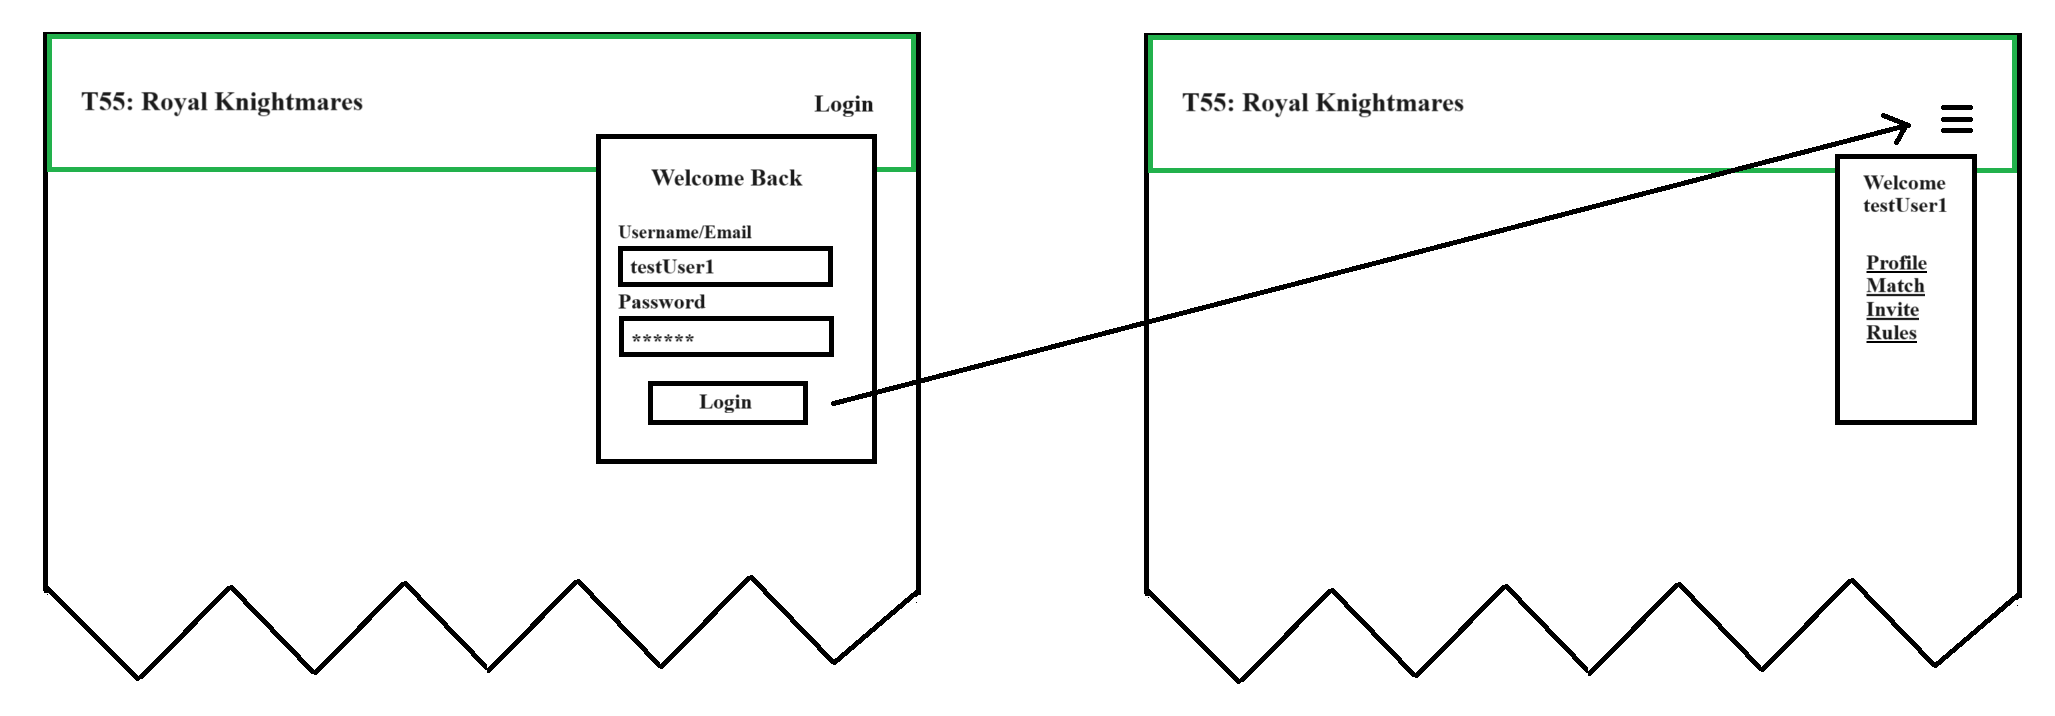 T55: Royal Knightmares
Login
Welcome Back
Username/Email
testUser1
Password
******
Login
T55: Royal Knightmares
Welcome
testUser1
Profile
Match
Invite
Rules